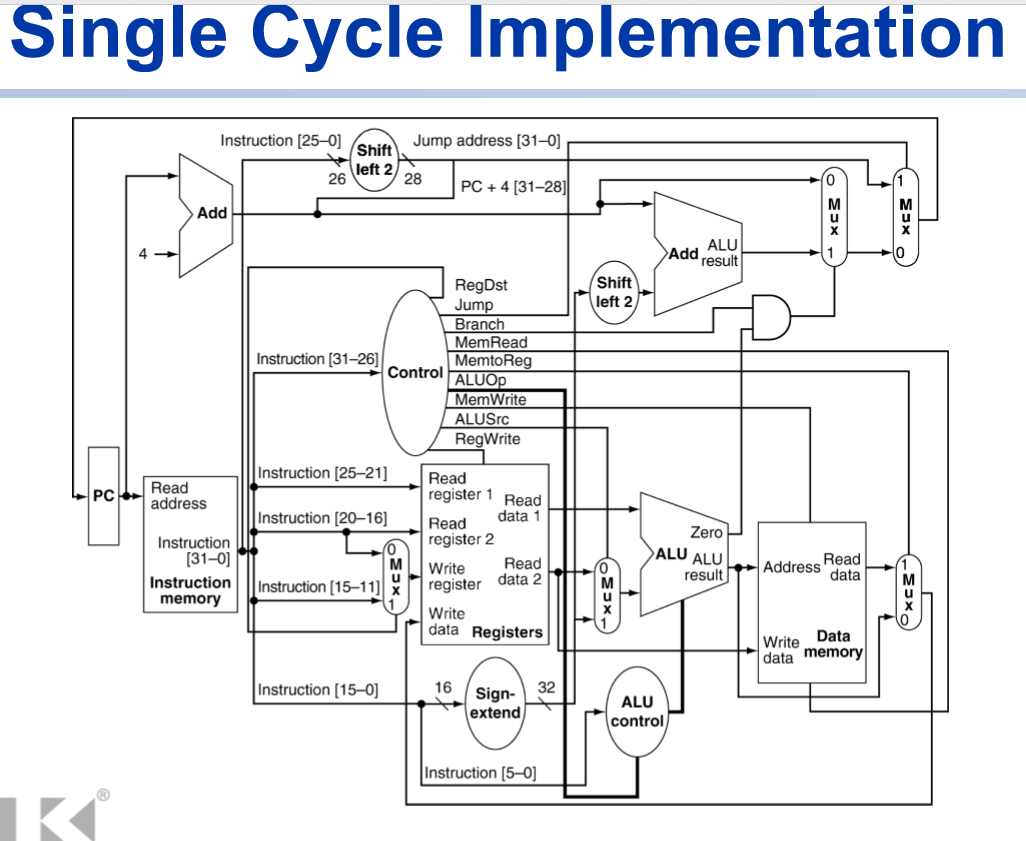 Single Cycle Implementation
Instruction [25–0]
Shift
left 2
Jump address [31–0]
26
28
PC + 4 [31–28]
Add
4
0
M
u
x
1
1
M
u
x
0
Add
ALU
result
Shift
left 2
RegDst
Jump
Branch
MemRead
MemtoReg
ALUOp
MemWrite
ALUSrc
RegWrite
Instruction [31–26]
Control
PC
Read
address
Instruction
[31–0]
Instruction
memory
Instruction [25–21]
Instruction [20–16]
Instruction [15–11]
0
M
u
x
1
Read
register 1
Read
register 2
Write
register
Write
data
Read
data 1
Read
data 2
Registers
0
M
u
x
1
Zero
ALU
ALU
result
Address
Read
data
Write
data
Data
memory
1
M
u
x
0
Instruction [15–0]
16
Sign-
extend
32
ALU
control
Instruction [5–0]
K
®